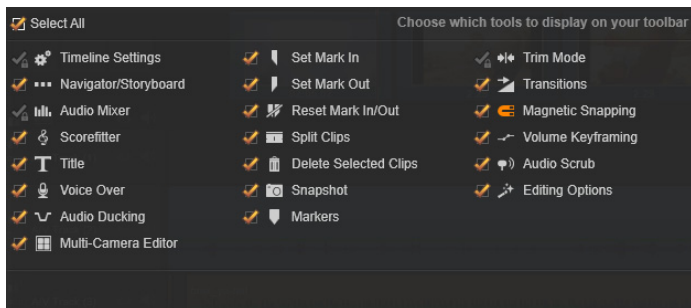 Select All
Choose which tools to display on your toolbar
Timeline Settings
Set Mark In
Trim Mode
Navigator/Storyboard
Set Mark Out
Transitions
Audio Mixer
Reset Mark In/Out
Magnetic Snapping
Scorefitter
Split Clips
Volume Keyframing
Title
Delete Selected Clips
Audio Scrub
Voice Over
Snapshot
Editing Options
Audio Ducking
Markers
Multi-Camera Editor